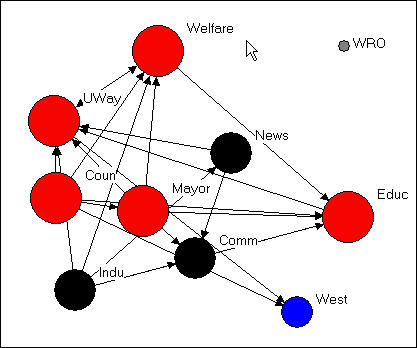 Welfare
WRO
UWay
News
Coun
Mayor
Educ
Comm
Indu
West